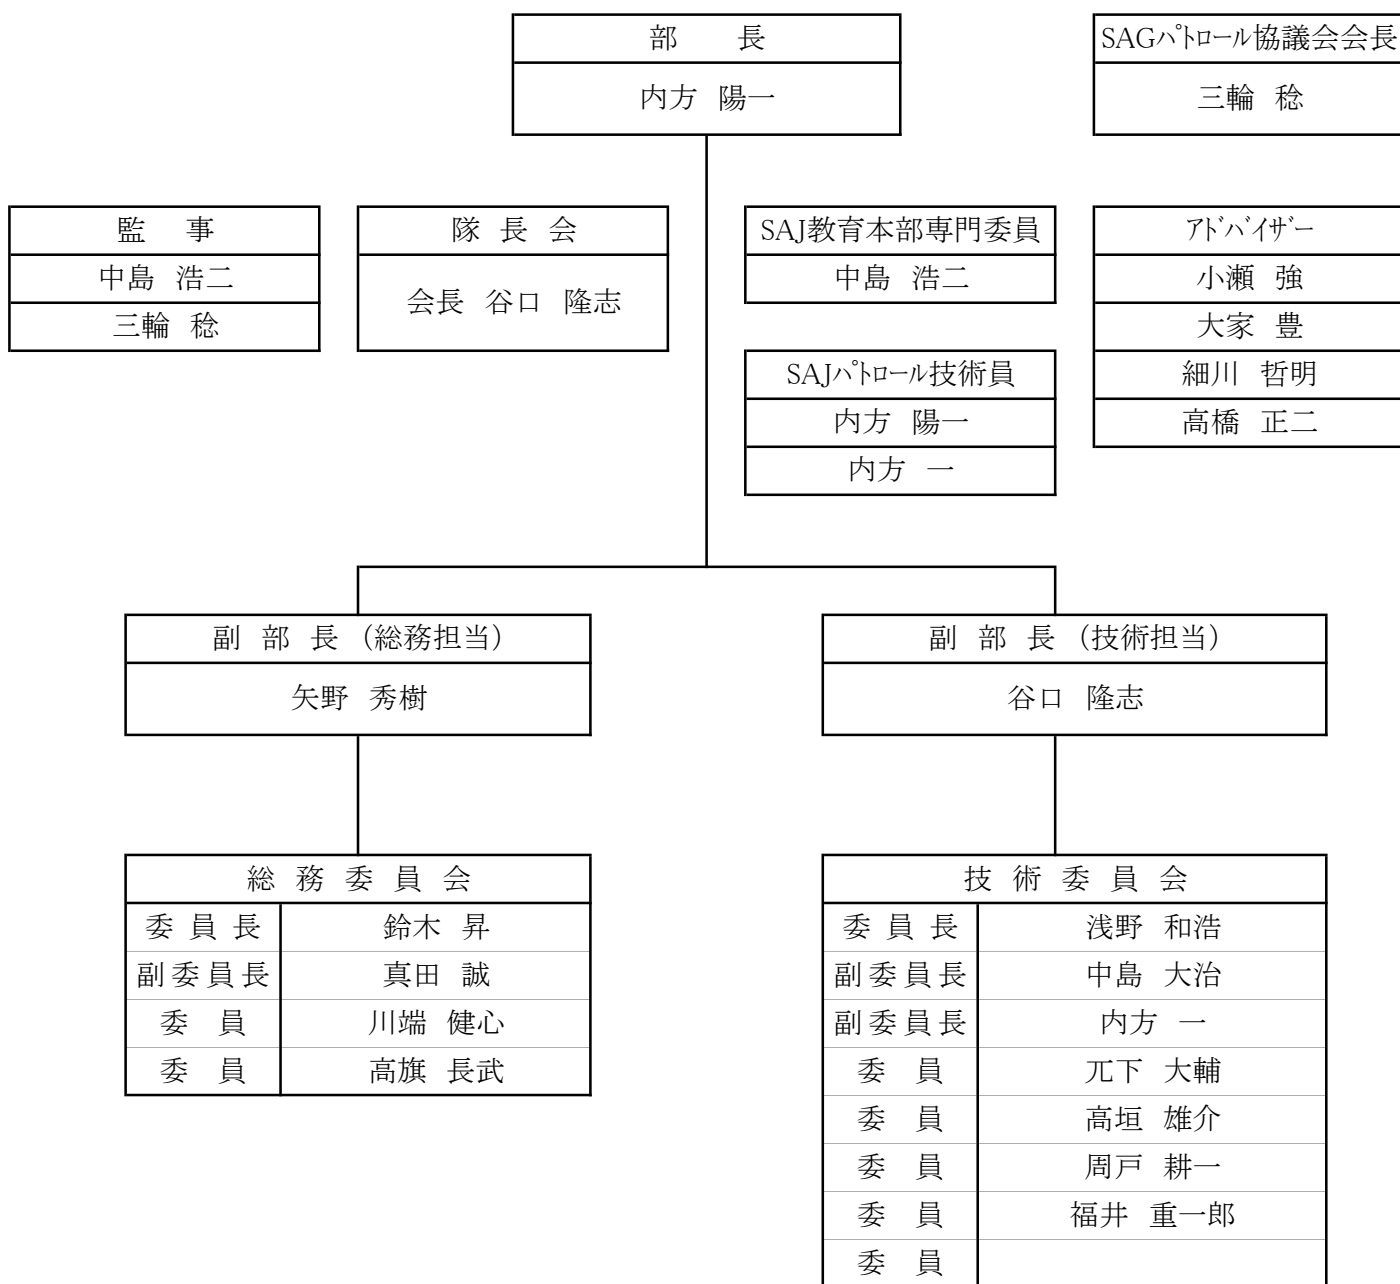 部　長
内方 陽一
SAGﾊﾟﾄﾛｰﾙ協議会会長
三輪 稔
監　事
中島 浩二
三輪 稔
隊 長 会
会長 谷口 隆志
SAJ教育本部専門委員
中島 浩二
SAJﾊﾟﾄﾛｰﾙ技術員
内方 陽一
内方 一
ｱﾄﾞﾊﾞｲｻﾞｰ
小瀬 強
大家 豊
細川 哲明
高橋 正二
副 部 長 (総務担当)
矢野 秀樹
副 部 長 (技術担当)
谷口 隆志
総 務 委 員 会
委 員 長 鈴木 昇
副 委 員 長 真田 誠
委　員 川端 健心
委　員 高旗 長武
技 術 委 員 会
委 員 長 浅野 和浩
副 委 員 長 中島 大治
副 委 員 長 内方 一
委　員 兀下 大輔
委　員 高垣 雄介
委　員 周戸 耕一
委　員 福井 重一郎
委　員